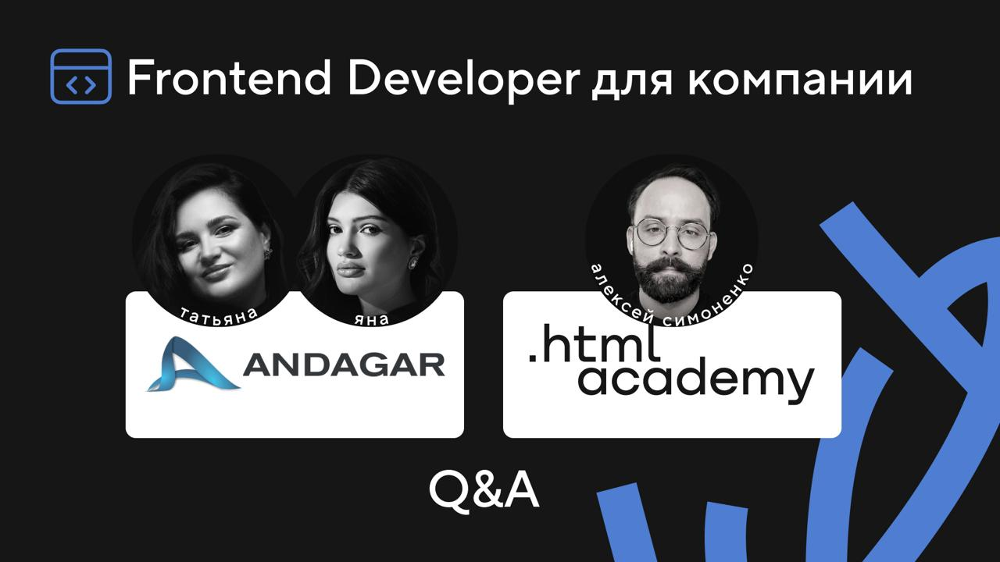 Frontend Developer для компании
татьяна
яна
алексей симоненко
ANDAGAR
.html
academy
Q&A